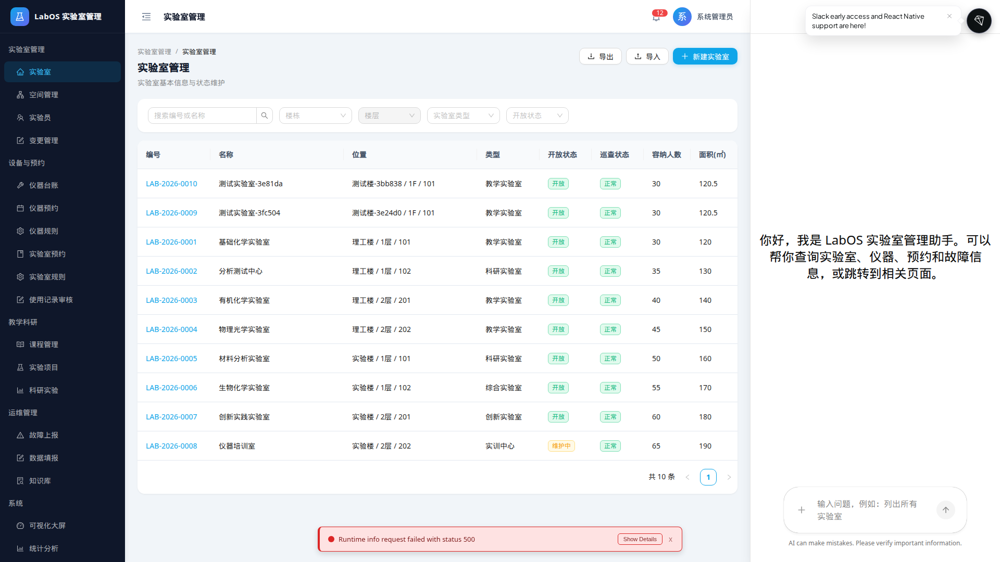 LabOS 实验室管理
实验室管理
实验室
空间管理
实验员
变更管理
设备与预约
仪器台账
仪器预约
仪器规则
实验室预约
实验室规则
使用记录审核
教学科研
课程管理
实验项目
科研实验
运维管理
故障上报
数据填报
知识库
系统
可视化大屏
统计分析
实验室管理
12
系 系统管理员
实验室管理 / 实验室管理
实验室管理
实验室基本信息与状态维护
导出 导入 新建实验室
搜索编号或名称 楼栋 楼层 实验室类型 开放状态
编号 名称 位置 类型 开放状态 巡查状态 容纳人数 面积(㎡)
LAB-2026-0010 测试实验室-3e81da 测试楼-3bb838 / 1F / 101 教学实验室 开放 正常 30 120.5
LAB-2026-0009 测试实验室-3fc504 测试楼-3e24d0 / 1F / 101 教学实验室 开放 正常 30 120.5
LAB-2026-0001 基础化学实验室 理工楼 / 1层 / 101 教学实验室 开放 正常 30 120
LAB-2026-0002 分析测试中心 理工楼 / 1层 / 102 科研实验室 开放 正常 35 130
LAB-2026-0003 有机化学实验室 理工楼 / 2层 / 201 教学实验室 开放 正常 40 140
LAB-2026-0004 物理光学实验室 理工楼 / 2层 / 202 教学实验室 开放 正常 45 150
LAB-2026-0005 材料分析实验室 实验楼 / 1层 / 101 科研实验室 开放 正常 50 160
LAB-2026-0006 生物化学实验室 实验楼 / 1层 / 102 综合实验室 开放 正常 55 170
LAB-2026-0007 创新实践实验室 实验楼 / 2层 / 201 创新实验室 开放 正常 60 180
LAB-2026-0008 仪器培训室 实验楼 / 2层 / 202 实训中心 维护中 正常 65 190
共 10 条 1
Runtime info request failed with status 500 Show Details X
Slack early access and React Native
support are here!
你好，我是 LabOS 实验室管理助手。可以
帮你查询实验室、仪器、预约和故障信
息，或跳转到相关页面。
输入问题，例如：列出所有
实验室
AI can make mistakes. Please verify important information.